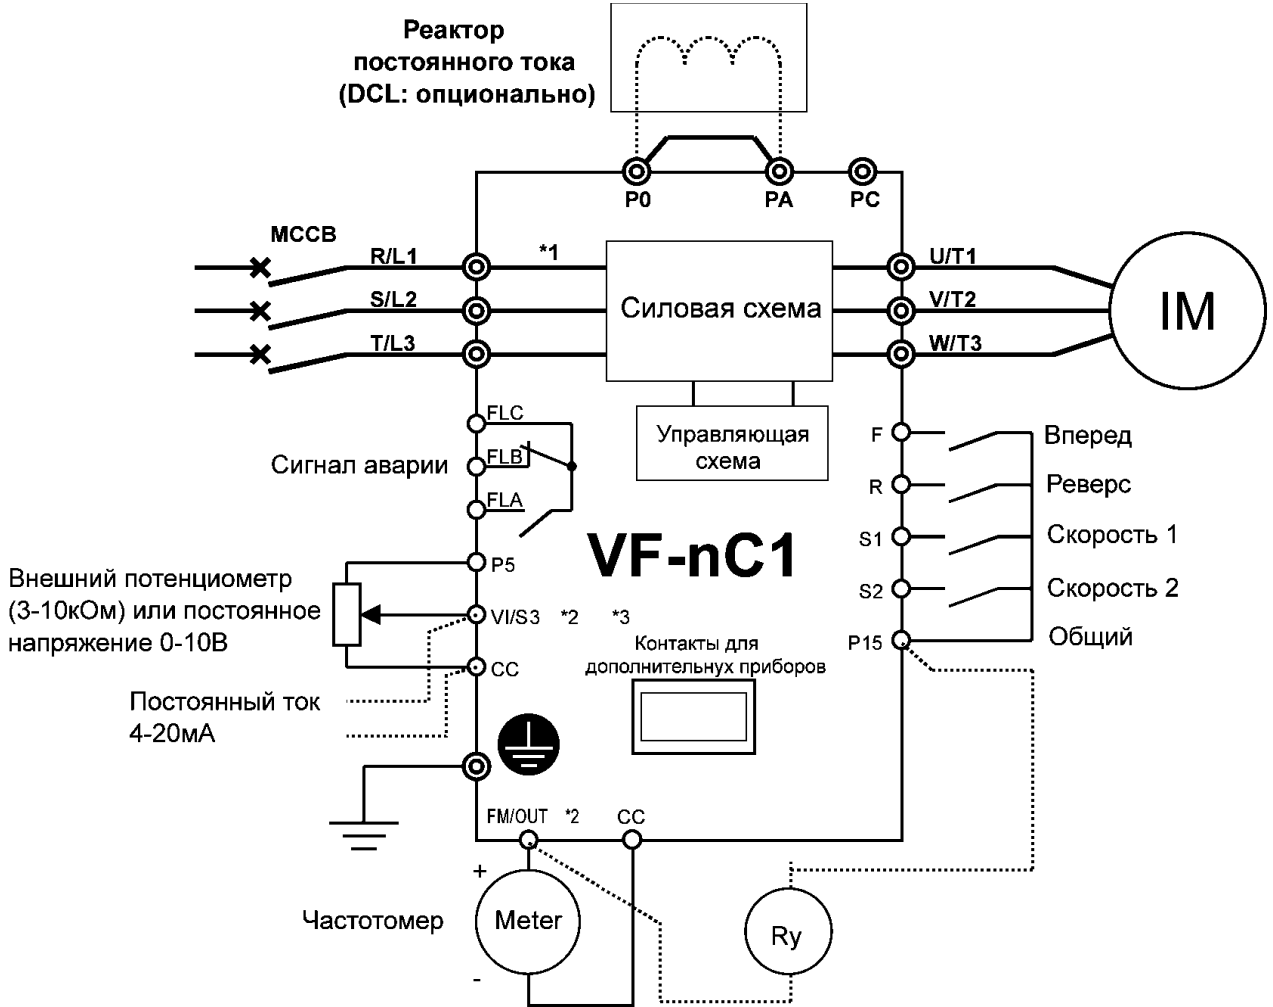 Реактор
постоянного тока
(DCL: опционально)
P0 PA PC
MCCB
R/L1 *1 U/T1
S/L2 Силовая схема V/T2
T/L3 W/T3
IM
FLC
Управляющая
схема
F Вперед
Сигнал аварии FLB
R Реверс
FLA
VF-nC1
S1 Скорость 1
P5
Внешний потенциометр
(3-10кОм) или постоянное
напряжение 0-10В
S2 Скорость 2
VI/S3 *2 *3
Контакты для
дополнительнух приборов
P15 Общий
CC
Постоянный ток
4-20мА
FM/OUT *2 CC
+
Частотомер Meter
Ry
-